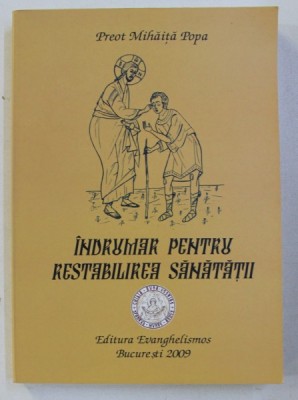 Preot Mihăiță Popa
ÎNDRUMAR PENTRU
RESTABILIREA SĂNĂTĂȚII
Editura Evanghelismos
București 2009